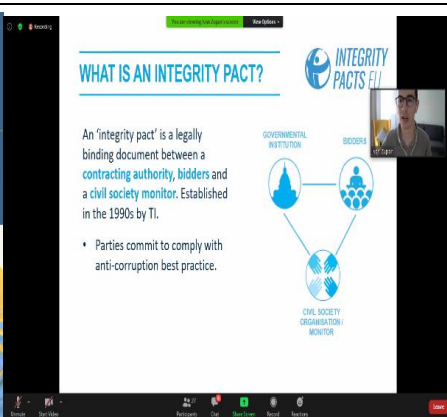 Recording
You are viewing
screen
View Options
WHAT IS AN INTEGRITY PACT?
INTEGRITY
PACTS EU
An 'integrity pact' is a legally
binding document between a
contracting authority, bidders and
a civil society monitor. Established
in the 1990s by TI.
• Parties commit to comply with
anti-corruption best practice.
GOVERNMENTAL
INSTITUTION
BIDDERS
CIVIL SOCIETY
ORGANISATION /
MONITOR
Unmute
Start Video
Participants
Chat
Share Screen
Record
Reactions
Leave